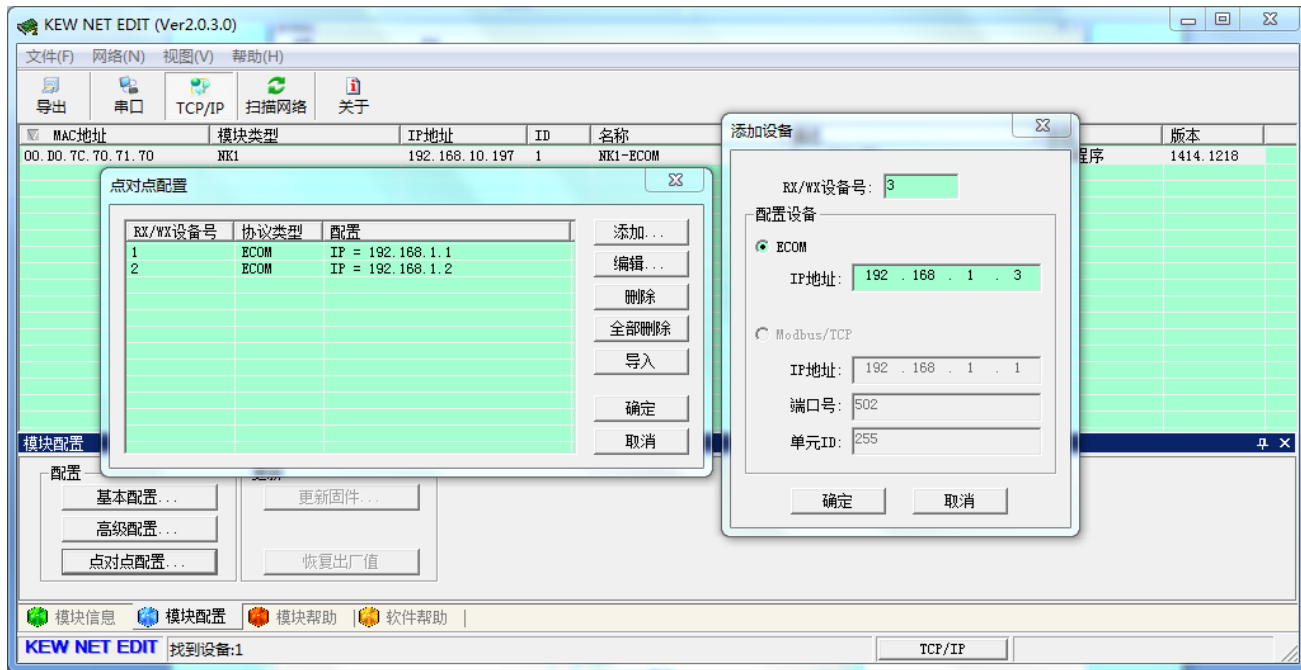 KEW NET EDIT (Ver2.0.3.0)
文件(F) 网络(N) 视图(V) 帮助(H)
导出 串口 TCP/IP 扫描网络 关于
MAC地址 模块类型 IP地址 ID 名称 版本
00.D0.7C.70.71.70 NK1 192.168.10.197 1 NK1-ECOM 程序 1414.1218
点对点配置
RX/WX设备号 协议类型 配置
1 ECOM IP = 192.168.1.1
2 ECOM IP = 192.168.1.2
添加...
编辑...
删除
全部删除
导入
确定
取消
添加设备
RX/WX设备号: 3
配置设备
ECOM
IP地址: 192 . 168 . 1 . 3
Modbus/TCP
IP地址: 192 . 168 . 1 . 1
端口号: 502
单元ID: 255
确定 取消
模块配置
配置 更新
基本配置... 更新固件...
高级配置...
点对点配置... 恢复出厂值
模块信息 模块配置 模块帮助 软件帮助
KEW NET EDIT 找到设备:1 TCP/IP